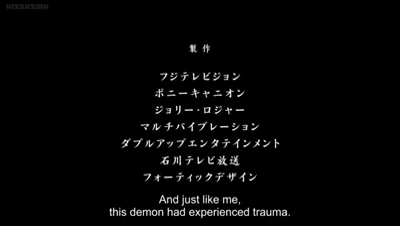 KISSASIAN
製作
フジテレビジョン
ポニーキャニオン
ジョリー・ロジャー
マルチバイブレーション
ダブルアップエンタテインメント
石川テレビ放送
フォーティックデザイン
And just like me,
this demon had experienced trauma.